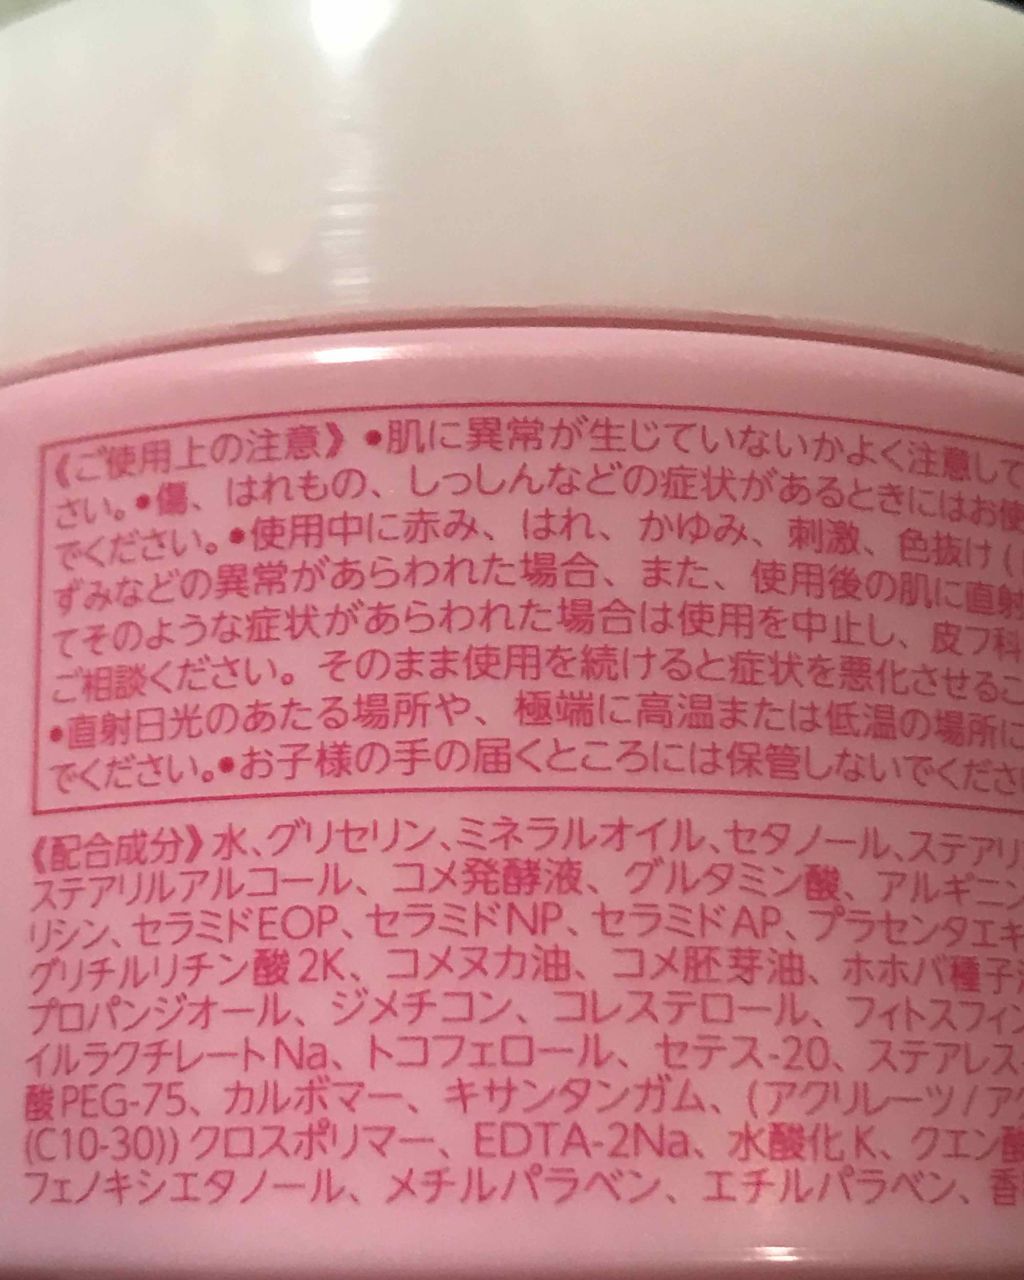 《ご使用上の注意》●肌に異常が生じていないかよく注意して
さい。●傷、はれもの、しっしんなどの症状があるときにはお使
でください。●使用中に赤み、はれ、かゆみ、刺激、色抜け(
ずみなどの異常があらわれた場合、また、使用後の肌に直射
てそのような症状があらわれた場合は使用を中止し、皮フ科
ご相談ください。そのまま使用を続けると症状を悪化させるこ
●直射日光のあたる場所や、極端に高温または低温の場所に
でください。●お子様の手の届くところには保管しないでくださ
《配合成分》水、グリセリン、ミネラルオイル、セタノール、ステアリ
ステアリルアルコール、コメ発酵液、グルタミン酸、アルギニン
リシン、セラミドEOP、セラミドNP、セラミドAP、プラセンタエキ
グリチルリチン酸2K、コメヌカ油、コメ胚芽油、ホホバ種子
プロパンジオール、ジメチコン、コレステロール、フィトスフィン
イルラクチレートNa、トコフェロール、セテス-20、ステアレス-
酸PEG-75、カルボマー、キサンタンガム、(アクリレーツ/アク
(C10-30))クロスポリマー、EDTA-2Na、水酸化K、クエン酸
フェノキシエタノール、メチルパラベン、エチルパラベン、香